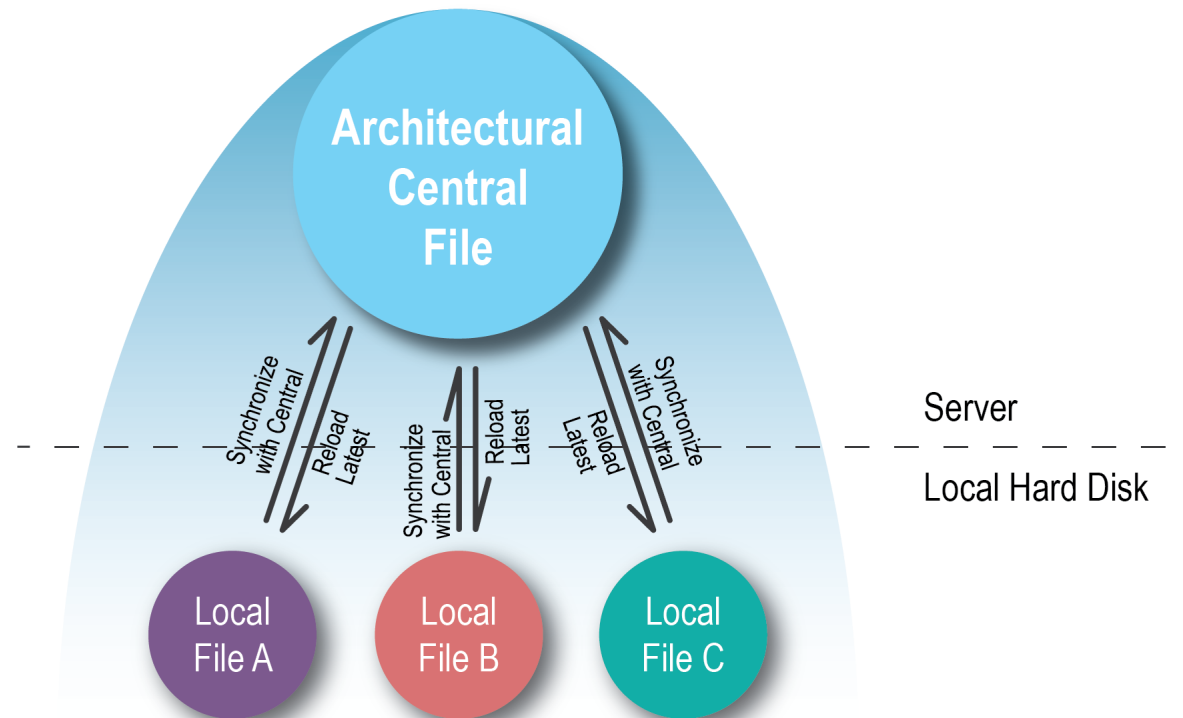 Architectural
Central
File
Synchronize
with Central
Reload
Latest
Synchronize
with Central
Reload
Latest
Reload
Latest
Synchronize
with Central
Server
Local Hard Disk
Local
File A
Local
File B
Local
File C